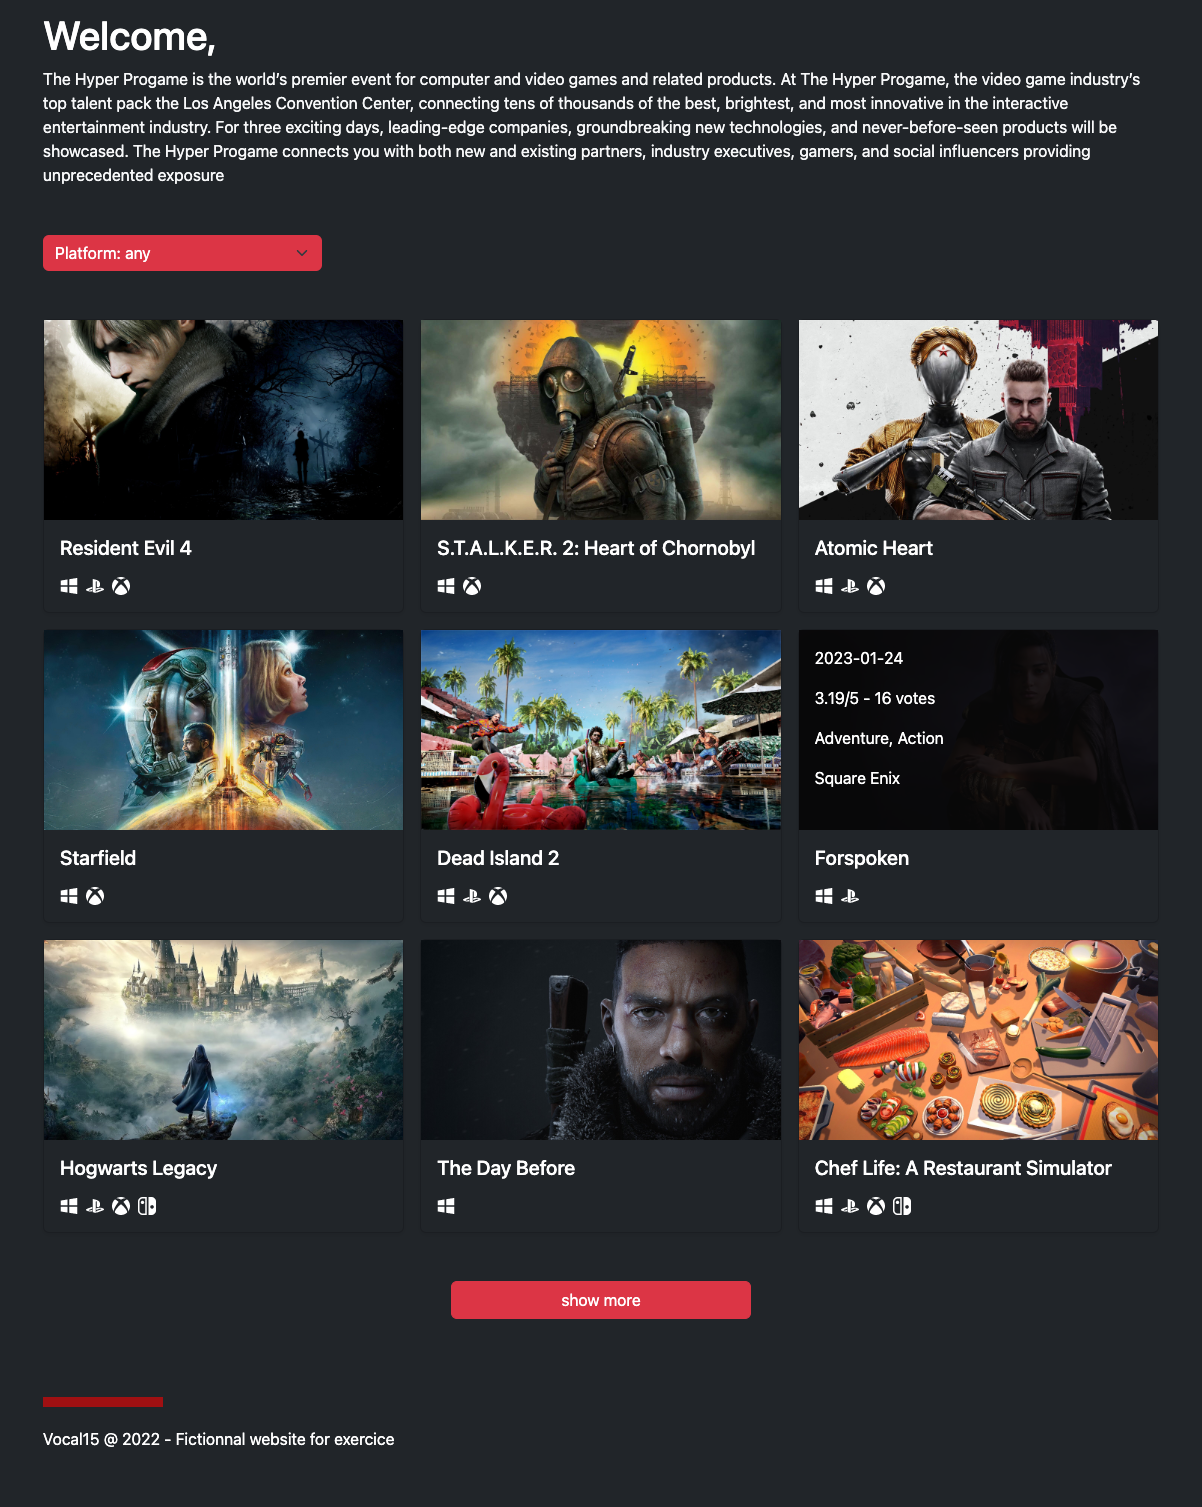 Welcome,
The Hyper Progame is the world’s premier event for computer and video games and related products. At The Hyper Progame, the video game industry’s
top talent pack the Los Angeles Convention Center, connecting tens of thousands of the best, brightest, and most innovative in the interactive
entertainment industry. For three exciting days, leading-edge companies, groundbreaking new technologies, and never-before-seen products will be
showcased. The Hyper Progame connects you with both new and existing partners, industry executives, gamers, and social influencers providing
unprecedented exposure
Platform: any
Resident Evil 4
S.T.A.L.K.E.R. 2: Heart of Chornobyl
Atomic Heart
Starfield
Dead Island 2
2023-01-24
3.19/5 - 16 votes
Adventure, Action
Square Enix
Forspoken
Hogwarts Legacy
The Day Before
Chef Life: A Restaurant Simulator
show more
Vocal15 @ 2022 - Fictionnal website for exercice